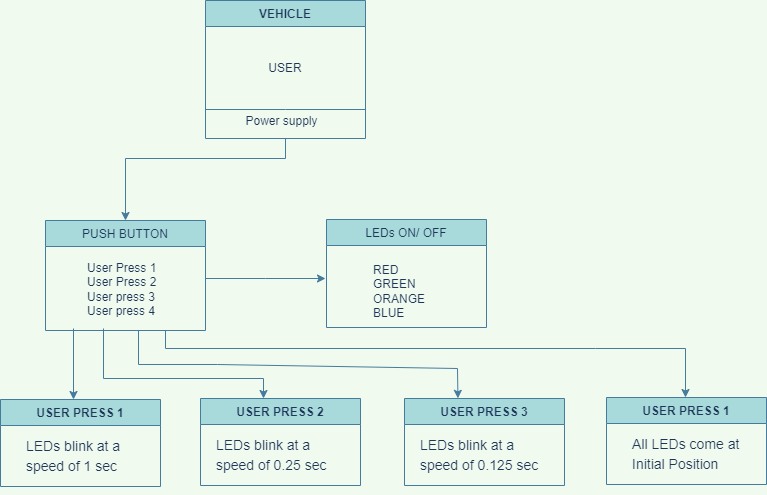 VEHICLE
USER
Power supply
PUSH BUTTON
User Press 1
User Press 2
User press 3
User press 4
LEDs ON/ OFF
RED
GREEN
ORANGE
BLUE
USER PRESS 1
LEDs blink at a
speed of 1 sec
USER PRESS 2
LEDs blink at a
speed of 0.25 sec
USER PRESS 3
LEDs blink at a
speed of 0.125 sec
USER PRESS 1
All LEDs come at
Initial Position